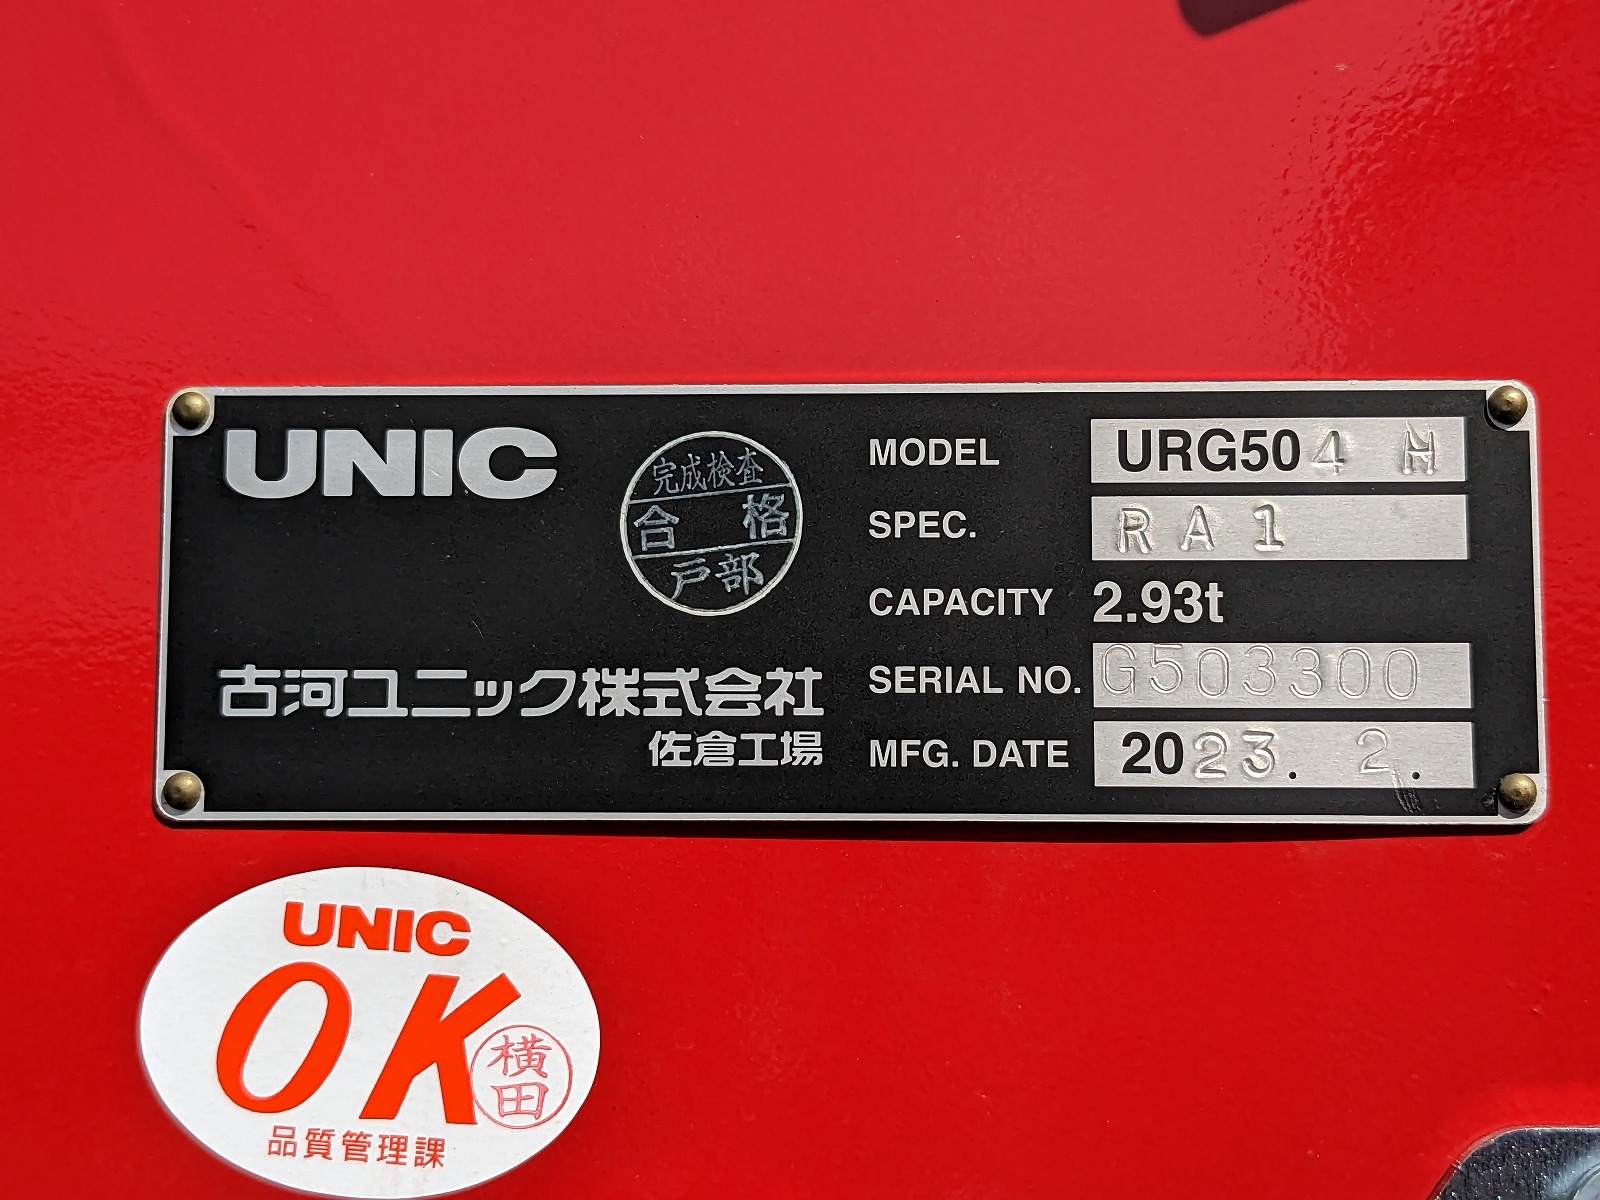 UNIC
完成検査
合格
戸部
古河ユニック株式会社
佐倉工場
MODEL URG504 H
SPEC. RA1
CAPACITY 2.93t
SERIAL NO. G503300
MFG. DATE 2023. 2.
UNIC
OK
横田
品質管理課